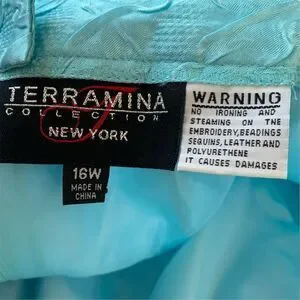 TERRAMINA
COLLECTION
NEW YORK
16W
MADE IN
CHINA
WARNING
NO IRONING AND
STEAMING ON THE
EMBROIDERY, BEADINGS
SEQUINS, LEATHER AND
POLYURETHENE
IT CAUSES DAMAGES